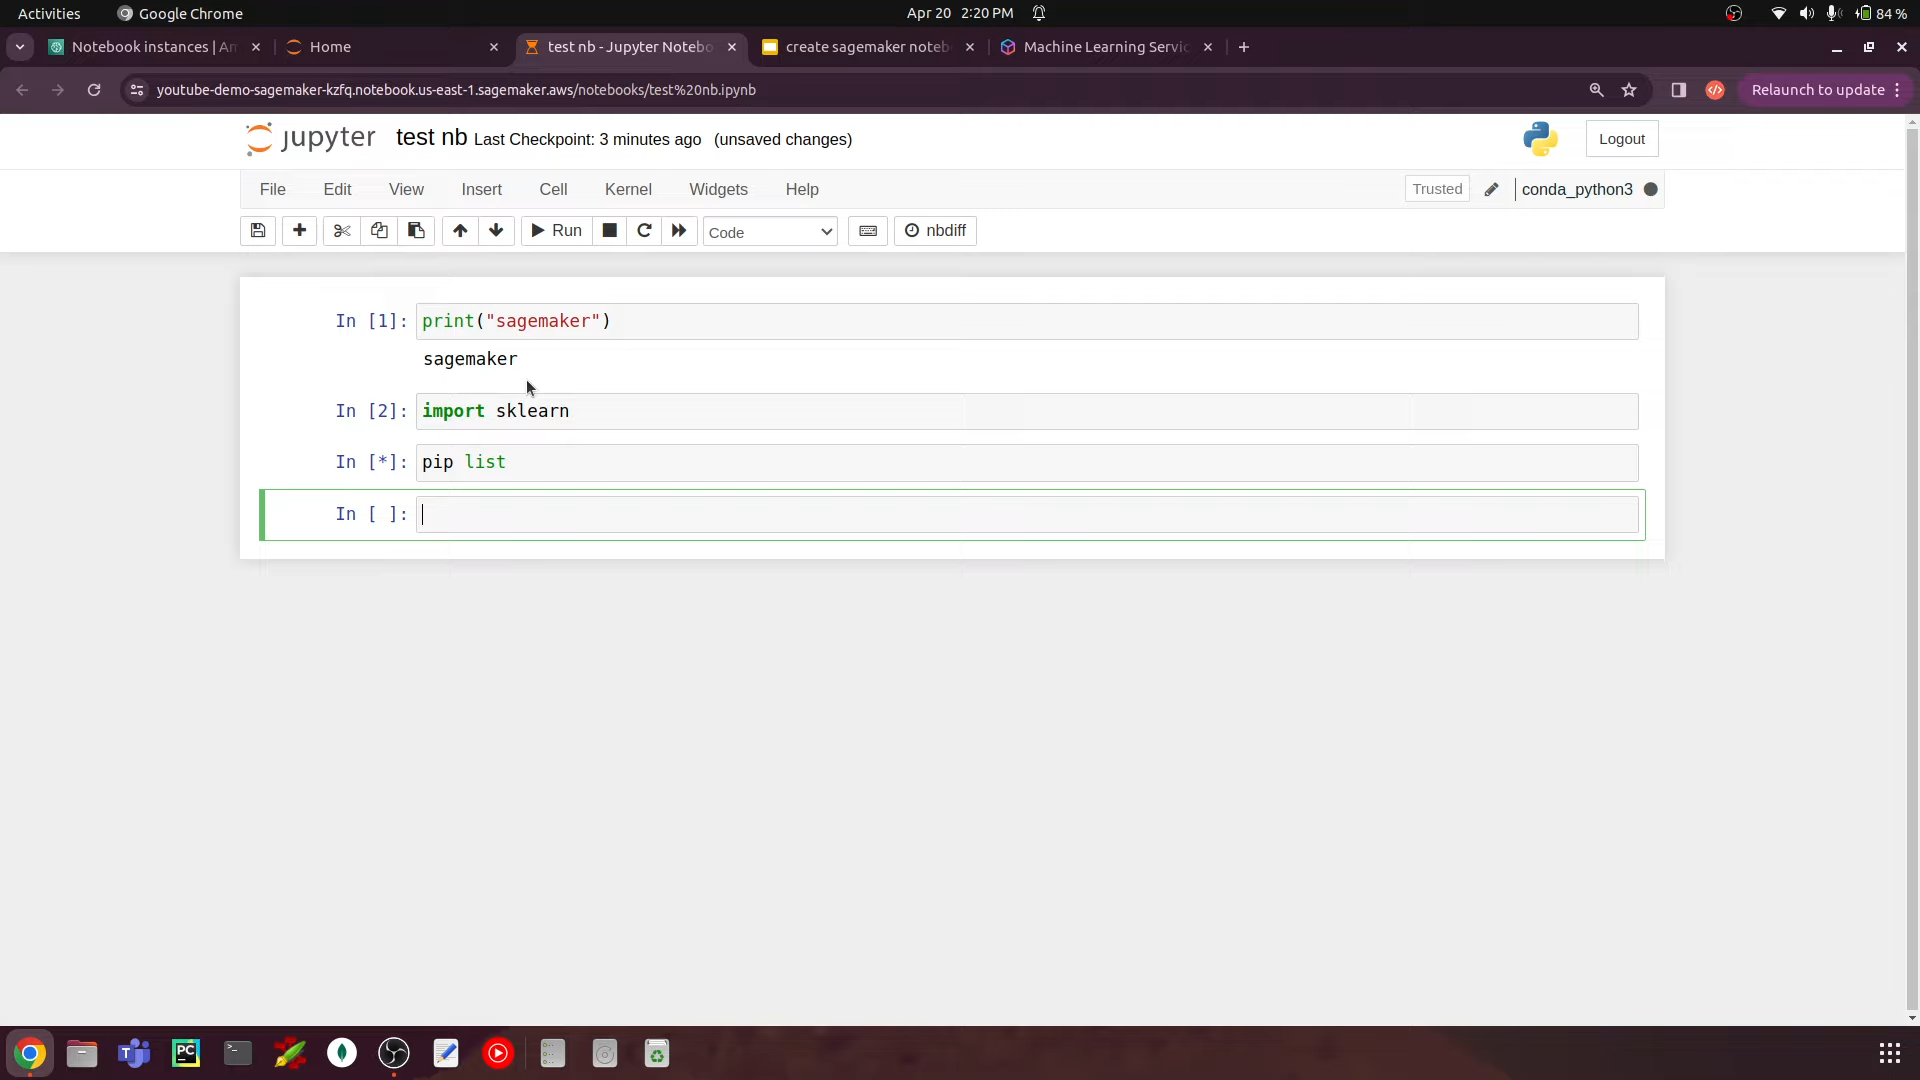 Activities Google Chrome Apr 20 2:20 PM 84 %
Notebook instances | Am Home test nb - Jupyter Notebo create sagemaker noteb Machine Learning Servic
youtube-demo-sagemaker-kzfq.notebook.us-east-1.sagemaker.aws/notebooks/test%20nb.ipynb Relaunch to update
jupyter test nb Last Checkpoint: 3 minutes ago (unsaved changes) Logout
File Edit View Insert Cell Kernel Widgets Help Trusted conda_python3
Run Code nbdiff
In [1]: print("sagemaker")
sagemaker
In [2]: import sklearn
In [*]: pip list
In [ ]:
PC